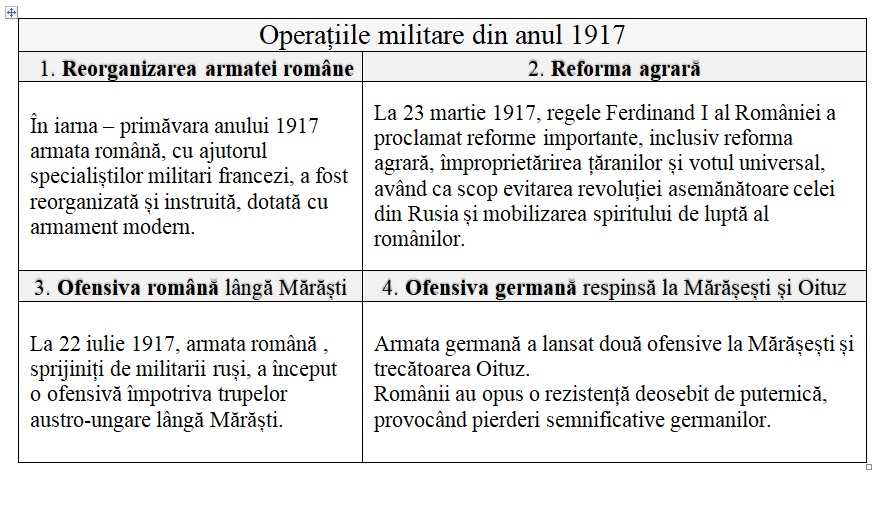 Operațiile militare din anul 1917
1. Reorganizarea armatei române
2. Reforma agrară
În iarna – primăvara anului 1917
armata română, cu ajutorul
specialiștilor militari francezi, a fost
reorganizată și instruită, dotată cu
armament modern.
La 23 martie 1917, regele Ferdinand I al României a
proclamat reforme importante, inclusiv reforma
agrară, împroprietărirea țăranilor și votul universal,
având ca scop evitarea revoluției asemănătoare celei
din Rusia și mobilizarea spiritului de luptă al
românilor.
3. Ofensiva română lângă Mărăști
4. Ofensiva germană respinsă la Mărășești și Oituz
La 22 iulie 1917, armata română ,
sprijiniți de militarii ruși, a început
o ofensivă împotriva trupelor
austro-ungare lângă Mărăști.
Armata germană a lansat două ofensive la Mărășești și
trecătoarea Oituz.
Românii au opus o rezistență deosebit de puternică,
provocând pierderi semnificative germanilor.